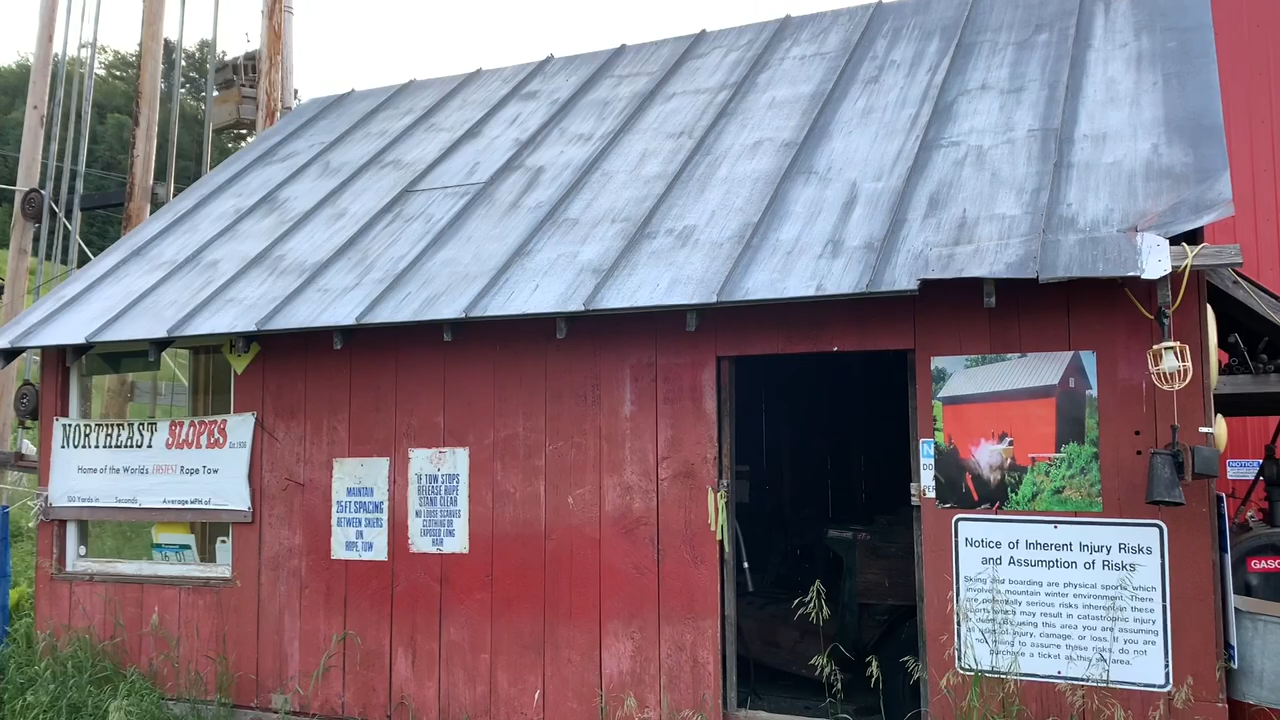 NORTHEAST SLOPES Est. 1936
Home of the Worlds FASTEST Rope Tow
100 Yards in Seconds, Average MPH of
MAINTAIN
25 FT. SPACING
BETWEEN SKIERS
ON
ROPE TOW
IF TOW STOPS
RELEASE ROPE
STAND CLEAR
NO LOOSE SCARVES
CLOTHING OR
EXPOSED LONG
HAIR
N
DO
PER
Notice of Inherent Injury Risks
and Assumption of Risks
Skiing and boarding are physical sports which
involve a mountain winter environment. There
are potentially serious risks inherent in these
sports which may result in catastrophic injury
or death. By using this area you are assuming
all risks of injury, damage, or loss. If you are
not willing to assume these risks, do not
purchase a ticket at this ski area.
NOTICE
GASO